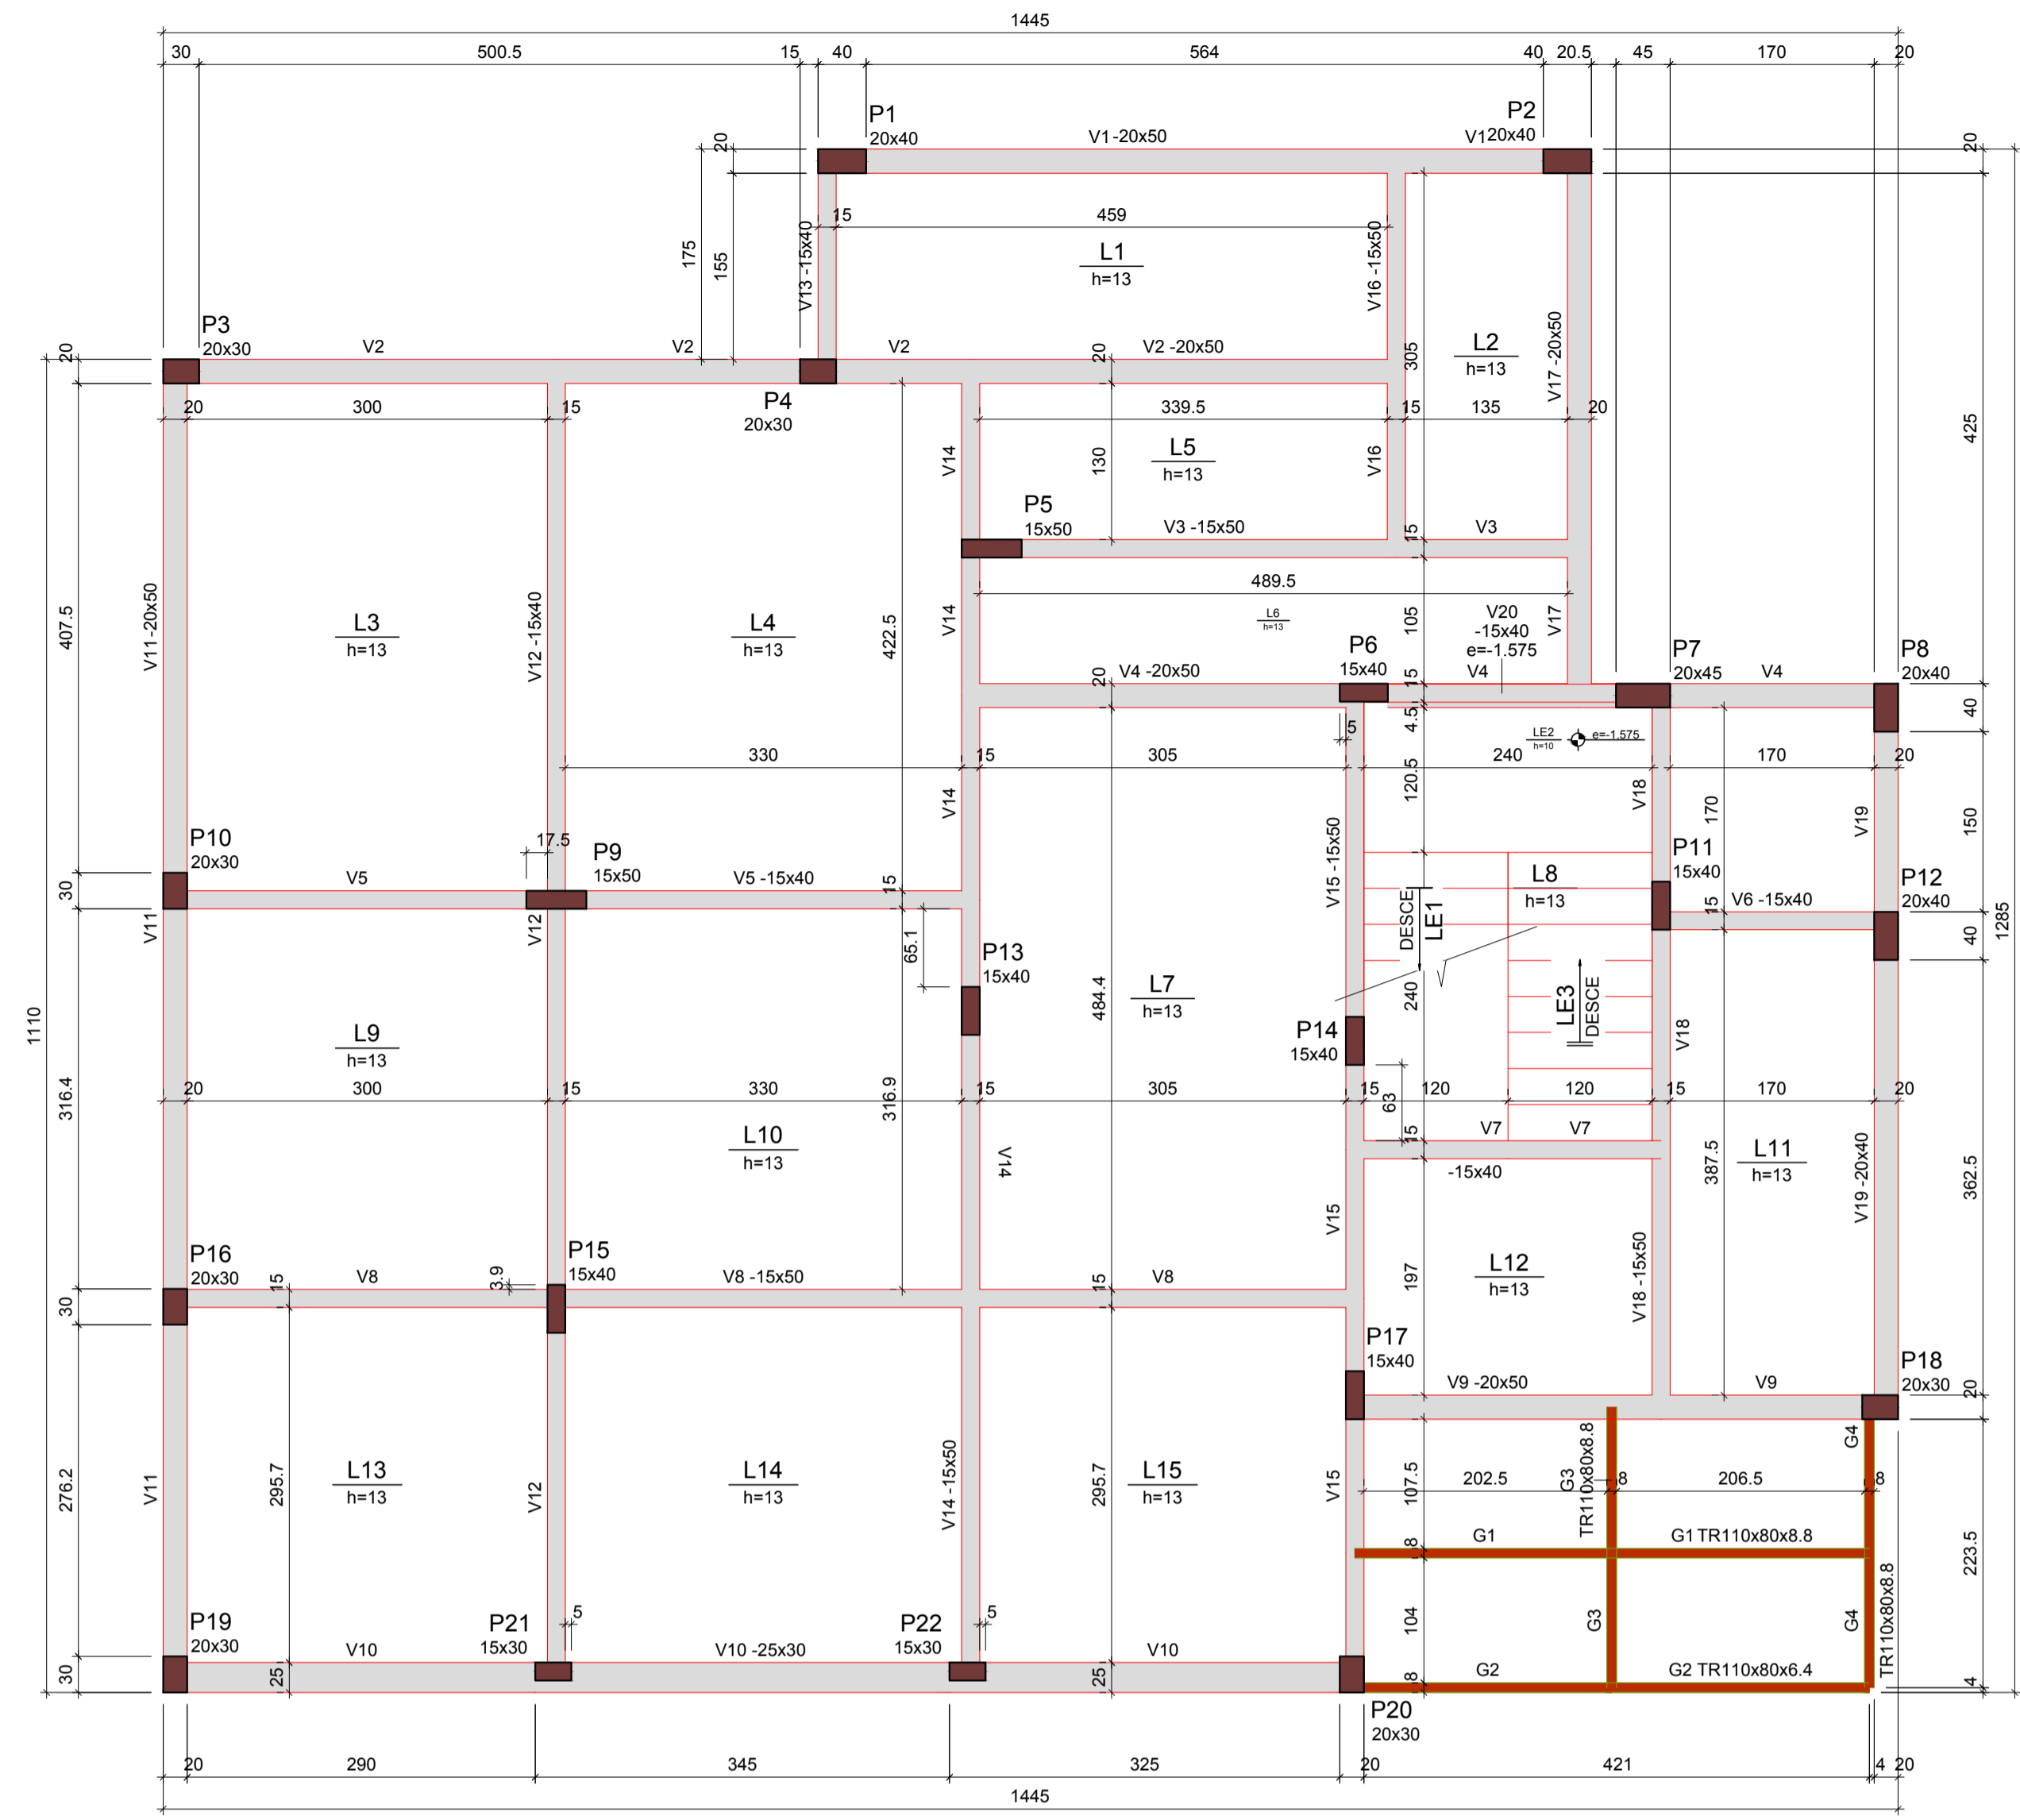 1445
30 500.5 15 40 564 40 20.5 45 170 20
P1
20x40
V1 -20x50
V1
P2
20x40
20
20
15 459
175
155
V13 -15x40
L1
h=13
V16 -15x50
305
L2
h=13
V17 -20x50
425
P3
20x30
V2 V2 V2 V2 -20x50
20
20
P4
20x30
20 300 15
339.5 15 135 20
V14
130
L5
h=13
V16
P5
15x50
V3 -15x50
15
V3
489.5
407.5
V11 -20x50
L3
h=13
V12 -15x40
L4
h=13
422.5
V14
L6
h=13
105
V20
-15x40
e=-1.575
V17
P6
15x40
V4 -20x50
20
15
V4
P7
20x45
V4
P8
20x40
40
4.5
5
LE2
h=10
e=-1.575
330 15 305 240 170 20
V14
120.5
V18
170
V19
150
P10
20x30
17.5
P9
15x50
V15 -15x50
P11
15x40
L8
h=13
P12
20x40
30
V5
V5 -15x40
15
DESCE
LE1
15
V6 -15x40
40
1285
V11
V12
65.1
P13
15x40
L7
h=13
484.4
240
LE3
DESCE
V18
1110
L9
h=13
P14
15x40
316.4
20 300 15 330 15 305 15 120 120 15 170 20
316.9
63
L10
h=13
V14
15
V7 V7
-15x40
387.5
L11
h=13
V19 -20x40
362.5
V15
P16
20x30
15
V8
3.9
P15
15x40
V8 -15x50
15
V8
197
L12
h=13
V18 -15x50
30
P17
15x40
V9 -20x50
V9
P18
20x30
20
276.2
V11
295.7
L13
h=13
V12
L14
h=13
V14 -15x50
295.7
L15
h=13
V15
107.5
202.5 8 206.5 8
G3
TR110x80x8.8
G4
8
G1
G1 TR110x80x8.8
223.5
104
G3
G4
TR110x80x8.8
P19
20x30
P21
15x30
5
P22
15x30
5
30
V10
25
V10 -25x30
V10
25
8
G2
G2 TR110x80x6.4
4
P20
20x30
20 290 345 325 20 421 4 20
1445